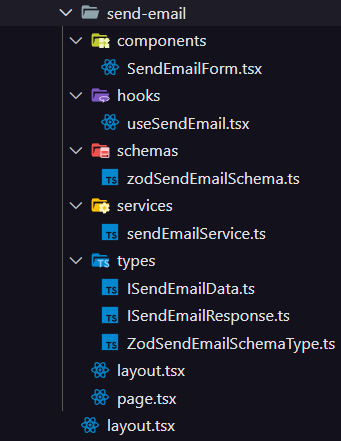 send-email
components
SendEmailForm.tsx
hooks
useSendEmail.tsx
schemas
TS zodSendEmailSchema.ts
services
TS sendEmailService.ts
TS types
TS ISendEmailData.ts
TS ISendEmailResponse.ts
TS ZodSendEmailSchemaType.ts
layout.tsx
page.tsx
layout.tsx